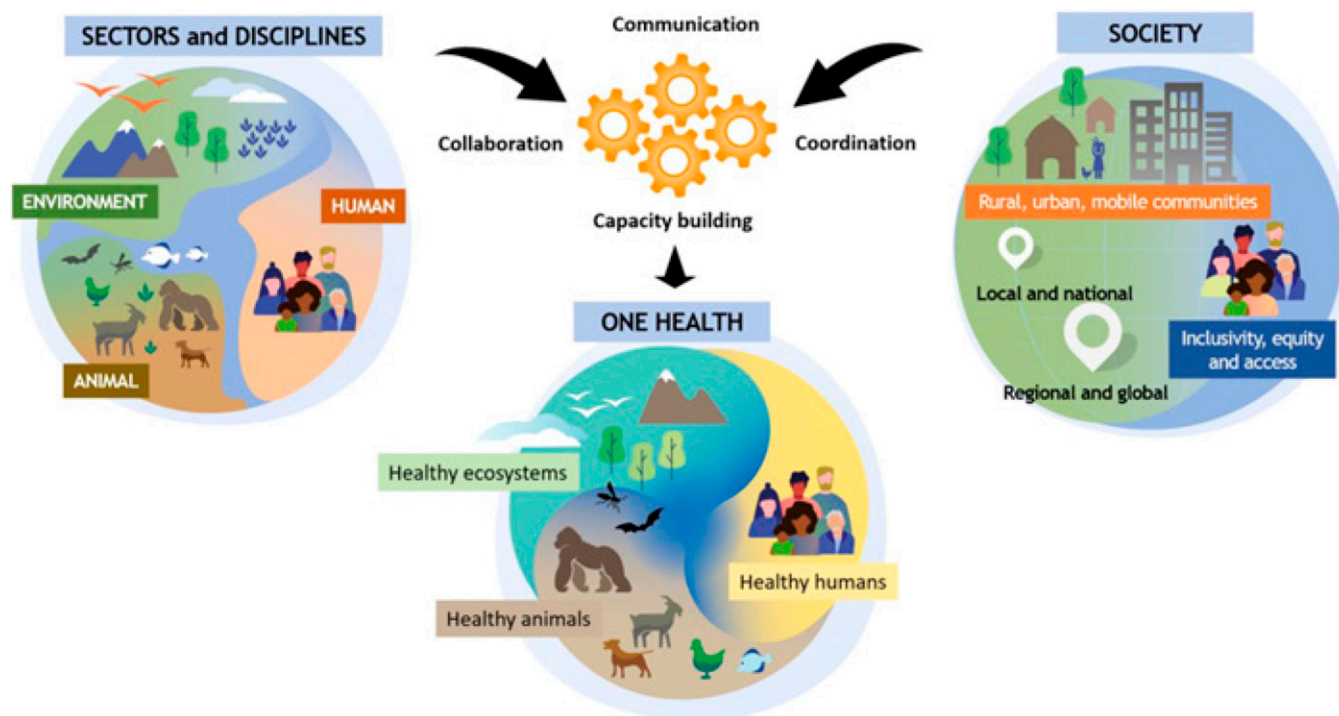 SECTORS and DISCIPLINES
ENVIRONMENT
HUMAN
ANIMAL
Communication
Collaboration
Coordination
Capacity building
SOCIETY
Rural, urban, mobile communities
Local and national
Inclusivity, equity
and access
Regional and global
ONE HEALTH
Healthy ecosystems
Healthy humans
Healthy animals